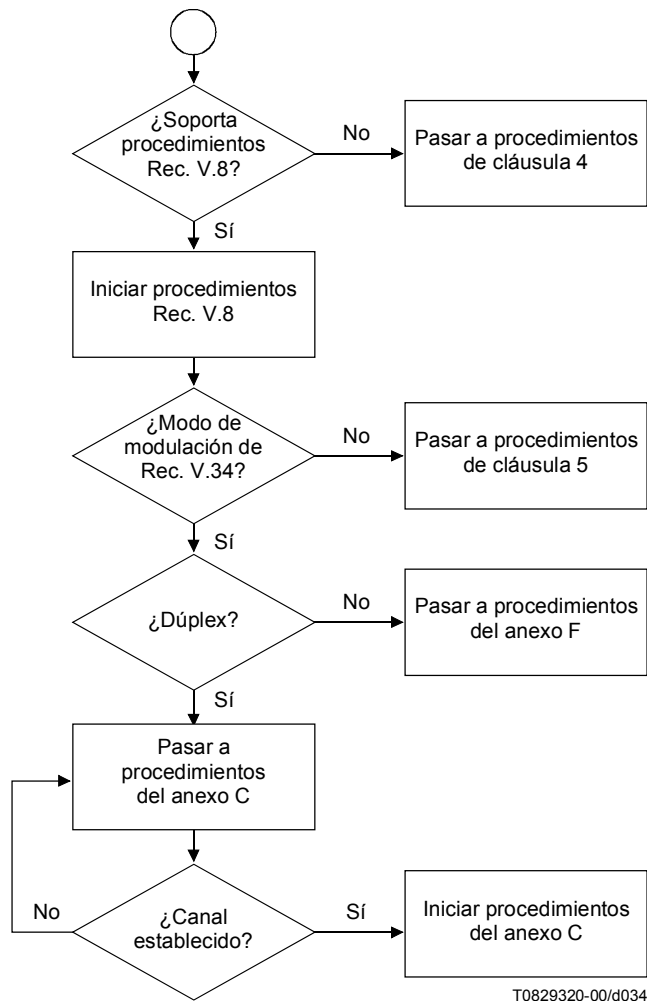 ¿Soporta
procedimientos
Rec. V.8?
No
Pasar a procedimientos
de cláusula 4
Sí
Iniciar procedimientos
Rec. V.8
¿Modo de
modulación de
Rec. V.34?
No
Pasar a procedimientos
de cláusula 5
Sí
¿Dúplex?
No
Pasar a procedimientos
del anexo F
Sí
Pasar a
procedimientos
del anexo C
No
¿Canal
establecido?
Sí
Iniciar procedimientos
del anexo C
T0829320-00/d034